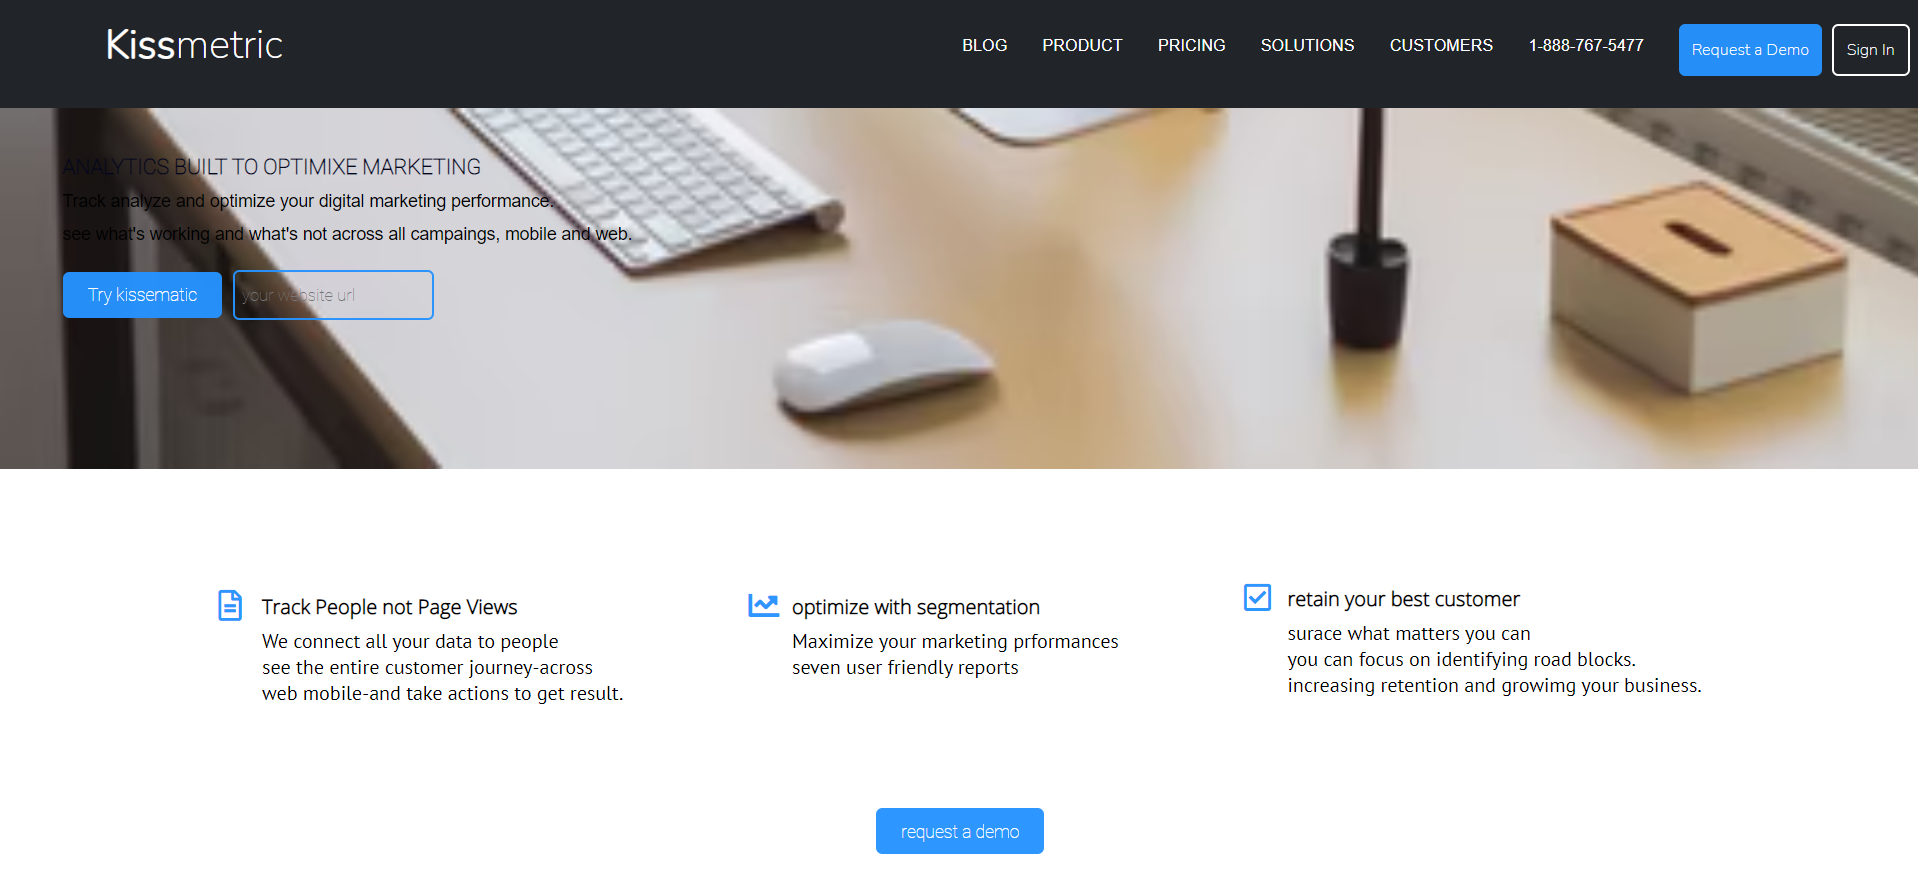 Kissmetric
BLOG PRODUCT PRICING SOLUTIONS CUSTOMERS 1-888-767-5477 Request a Demo Sign In
ANALYTICS BUILT TO OPTIMIXE MARKETING
Track analyze and optimize your digital marketing performance.
see what's working and what's not across all campaings, mobile and web.
Try kissematic your website url
Track People not Page Views
We connect all your data to people
see the entire customer journey-across
web mobile-and take actions to get result.
optimize with segmentation
Maximize your marketing prformances
seven user friendly reports
retain your best customer
surace what matters you can
you can focus on identifying road blocks.
increasing retention and growimg your business.
request a demo